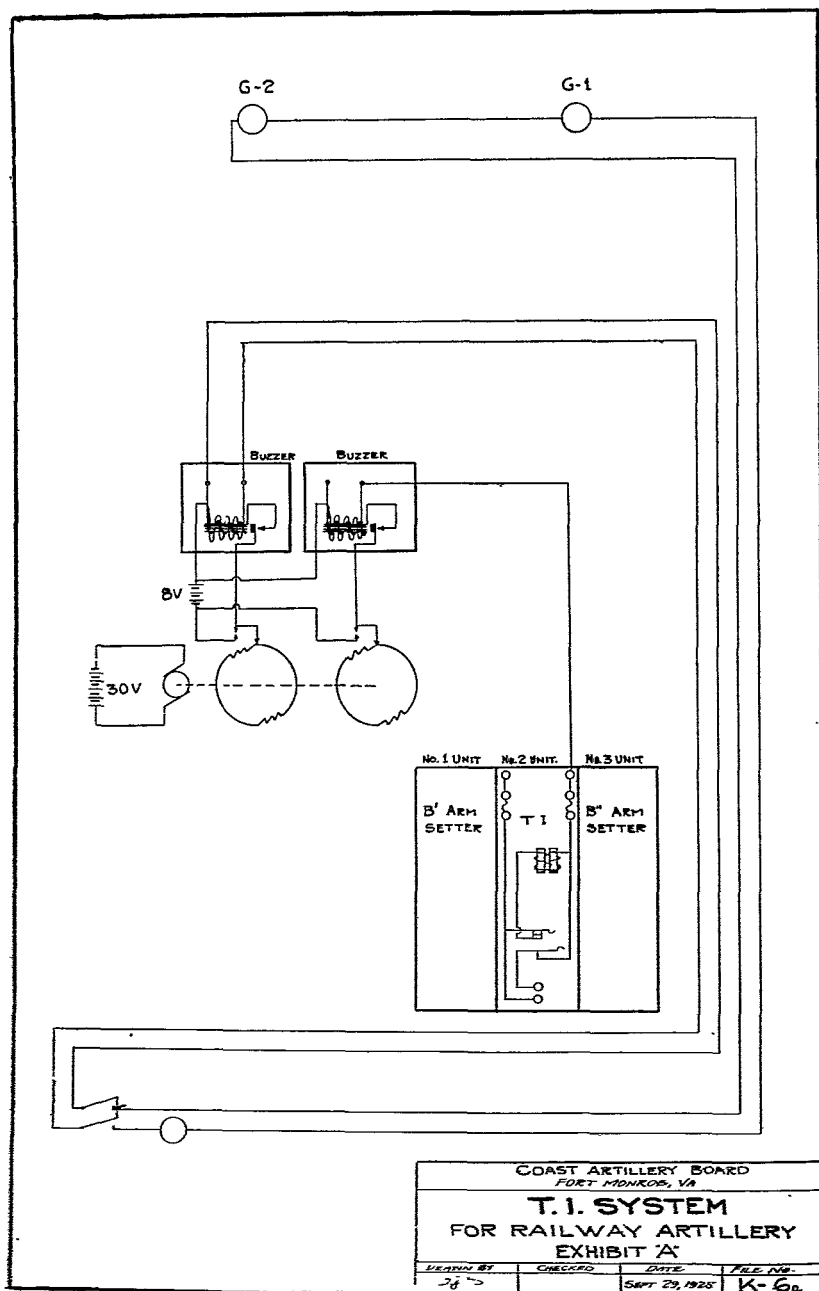 G-2 G-1
BUZZER BUZZER
8V
30V
No. 1 UNIT No. 2 UNIT. No. 3 UNIT
B' ARM SETTER T I B" ARM SETTER
COAST ARTILLERY BOARD
FORT MONROE, VA
T. I. SYSTEM
FOR RAILWAY ARTILLERY
EXHIBIT "A"
DRAWN BY CHECKED DATE FILE NO.
SEPT 29, 1925 K-6a